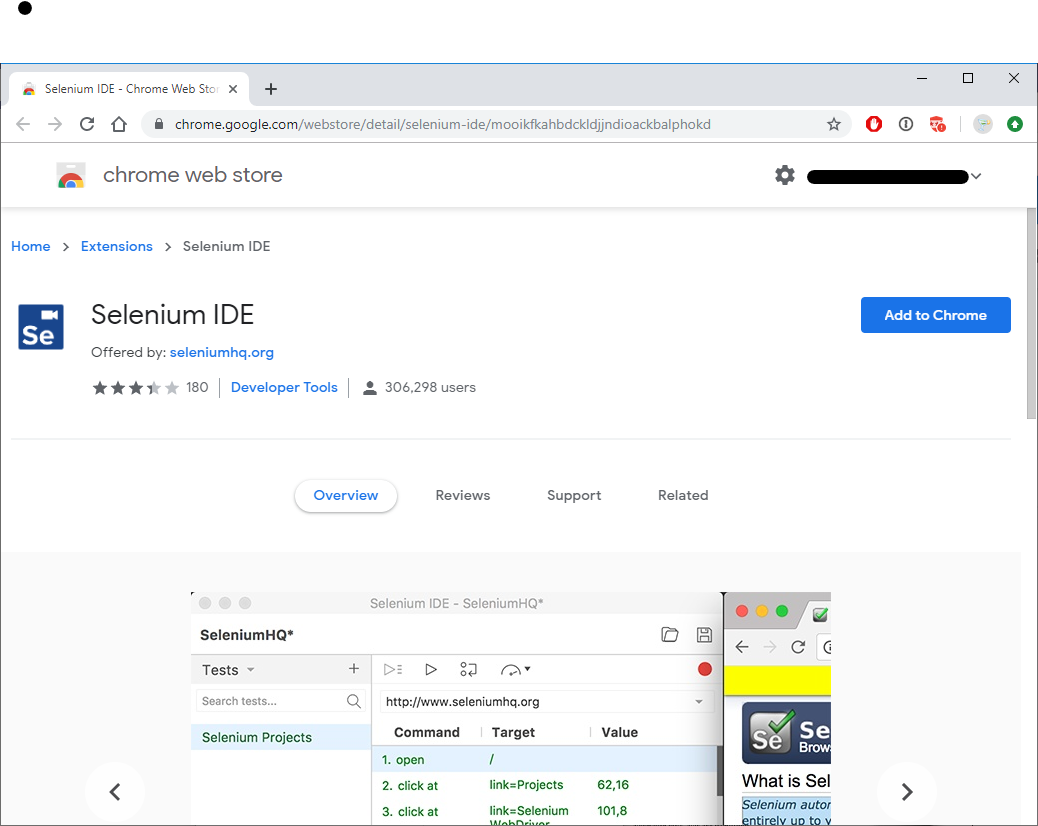 Selenium IDE - Chrome Web Stor
chrome.google.com/webstore/detail/selenium-ide/mooikfkahbdckldjjndioackbalphokd
chrome web store
Home > Extensions > Selenium IDE
Se
Selenium IDE
Add to Chrome
Offered by: seleniumhq.org
180 Developer Tools 306,298 users
Overview Reviews Support Related
Selenium IDE - SeleniumHQ*
SeleniumHQ*
Tests
Search tests...
Selenium Projects
http://www.seleniumhq.org
Command Target Value
1. open /
2. click at link=Projects 62,16
3. click at link=Selenium 101,8
WebDriver
Se Se
Brows
What is Sel
Selenium autor
entirely up to y